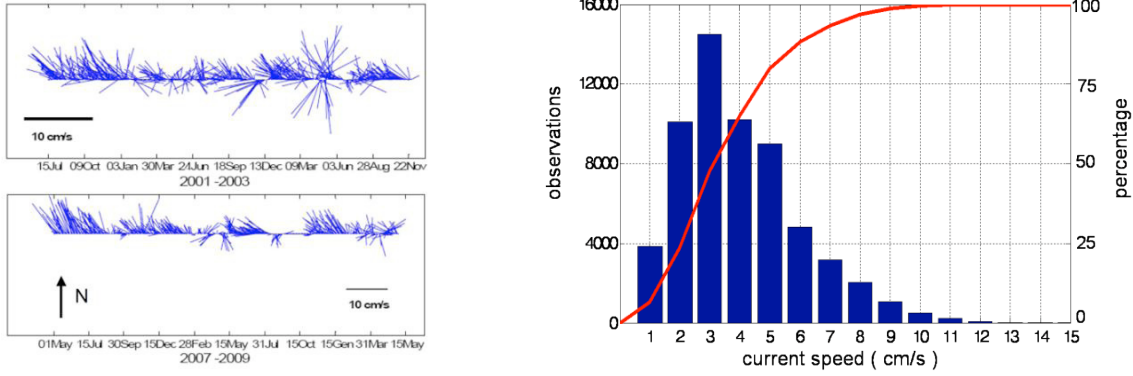 10 cm/s
15Jul 09Oct 03Jan 30Mar 24Jun 18Sep 13Dec 09Mar 03Jun 28Aug 22Nov
2001 -2003
N
10 cm/s
01May 15Jul 30Sep 15Dec 28Feb 15May 31Jul 15Oct 15Gen 31Mar 15May
2007 -2009
16000
12000
8000
4000
0
observations
100
75
50
25
0
percentage
1 2 3 4 5 6 7 8 9 10 11 12 13 14 15
current speed ( cm/s )